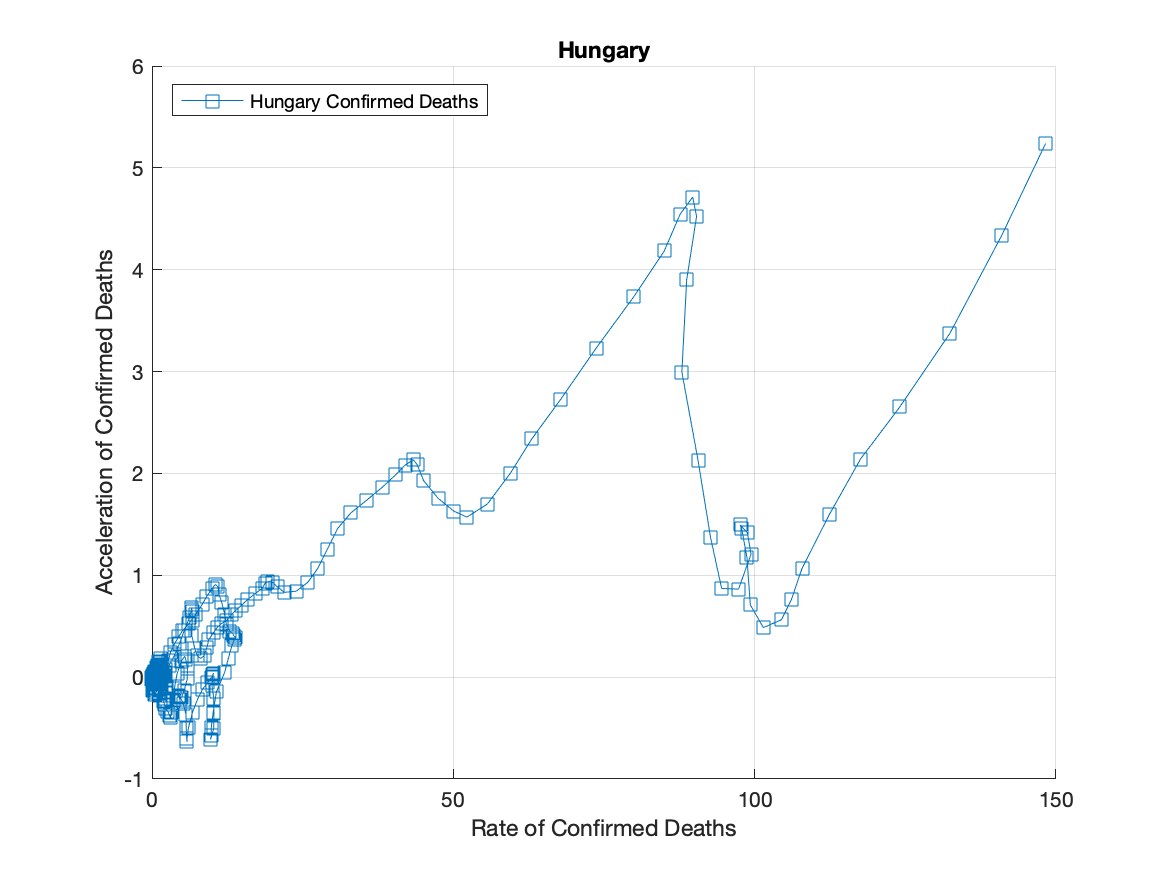 Hungary
Hungary Confirmed Deaths
6
5
4
3
2
1
0
-1
Acceleration of Confirmed Deaths
0 50 100 150
Rate of Confirmed Deaths